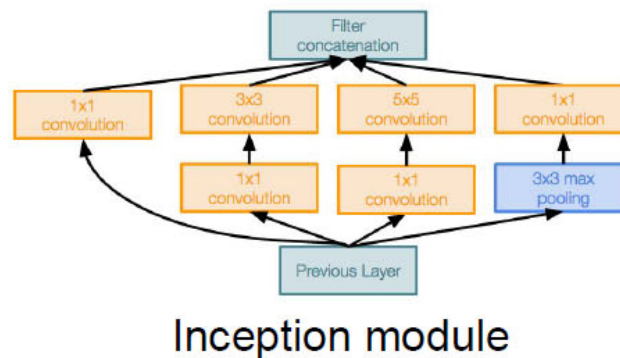 Filter
concatenation
1x1
convolution
3x3
convolution
5x5
convolution
1x1
convolution
1x1
convolution
1x1
convolution
3x3 max
pooling
Previous Layer
Inception module